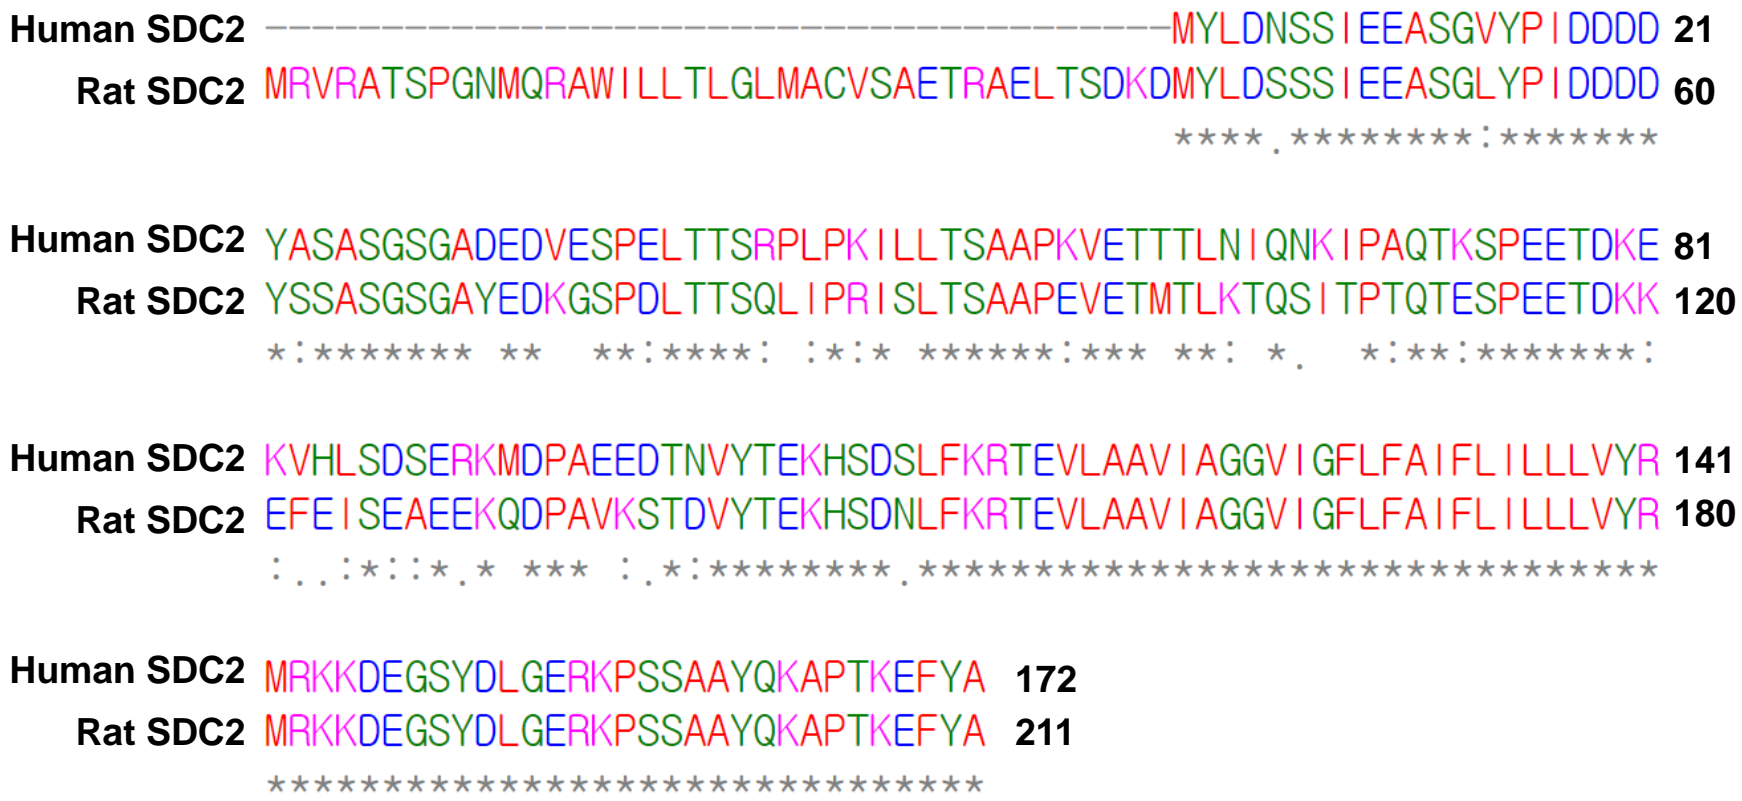 Human SDC2 ---------------------------------------MYLDNSSIEEASGVYPIDDDD 21
Rat SDC2 MRVRATSPGNMQRAWILLTLGLMACVSAETRAELTSDKDMYLDSSSIEEASGLYPIDDDD 60
****.********:*******
Human SDC2 YASASGSGADEDVESPELTTSRPLPKILLTSAAPKVETTTLNIQNKIPAQTKSPEETDKE 81
Rat SDC2 YSSASGSGAYEDKGSPDLTTSQLIPRISLTSAAPEVETMTLKTQSITPTQTESPEETDKK 120
*:******* **  **:****: :*:* ******:*** **: *.  *:**:*******:
Human SDC2 KVHLSDSERKMDPAEEDTNVYTEKHSDSLFKRTEVLAAVIAGGVIGFLFAIFLILLLVYR 141
Rat SDC2 EFEISEAEEKQDPAVKSTDVYTEKHSDNLFKRTEVLAAVIAGGVIGFLFAIFLILLLVYR 180
:..:*::*.* *** :.*:********.********************************
Human SDC2 MRKKDEGSYDLGERKPSSAAYQKAPTKEFYA 172
Rat SDC2 MRKKDEGSYDLGERKPSSAAYQKAPTKEFYA 211
*******************************